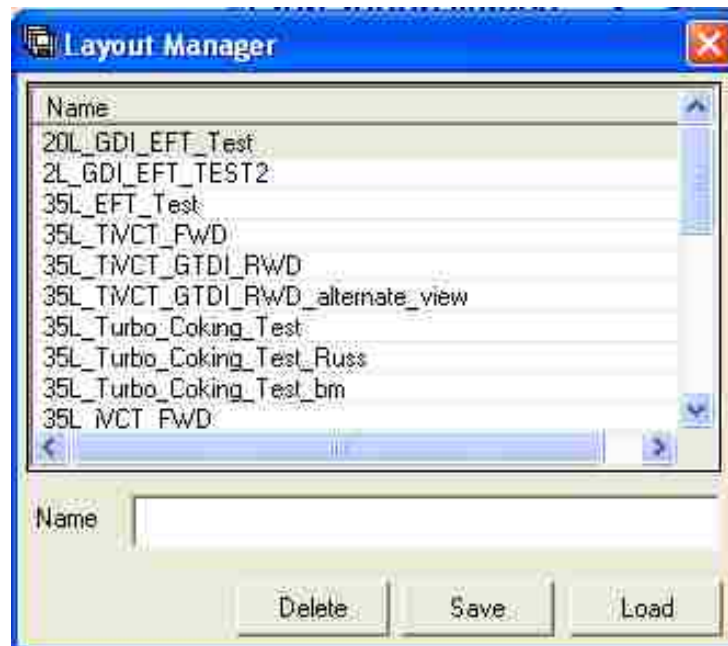 Layout Manager
Name
20L_GDI_EFT_Test
2L_GDI_EFT_TEST2
35L_EFT_Test
35L_TiVCT_FWD
35L_TiVCT_GTDI_RWD
35L_TiVCT_GTDI_RWD_alternate_view
35L_Turbo_Coking_Test
35L_Turbo_Coking_Test_Russ
35L_Turbo_Coking_Test_bm
35L_iVCT_FWD
Name
Delete Save Load